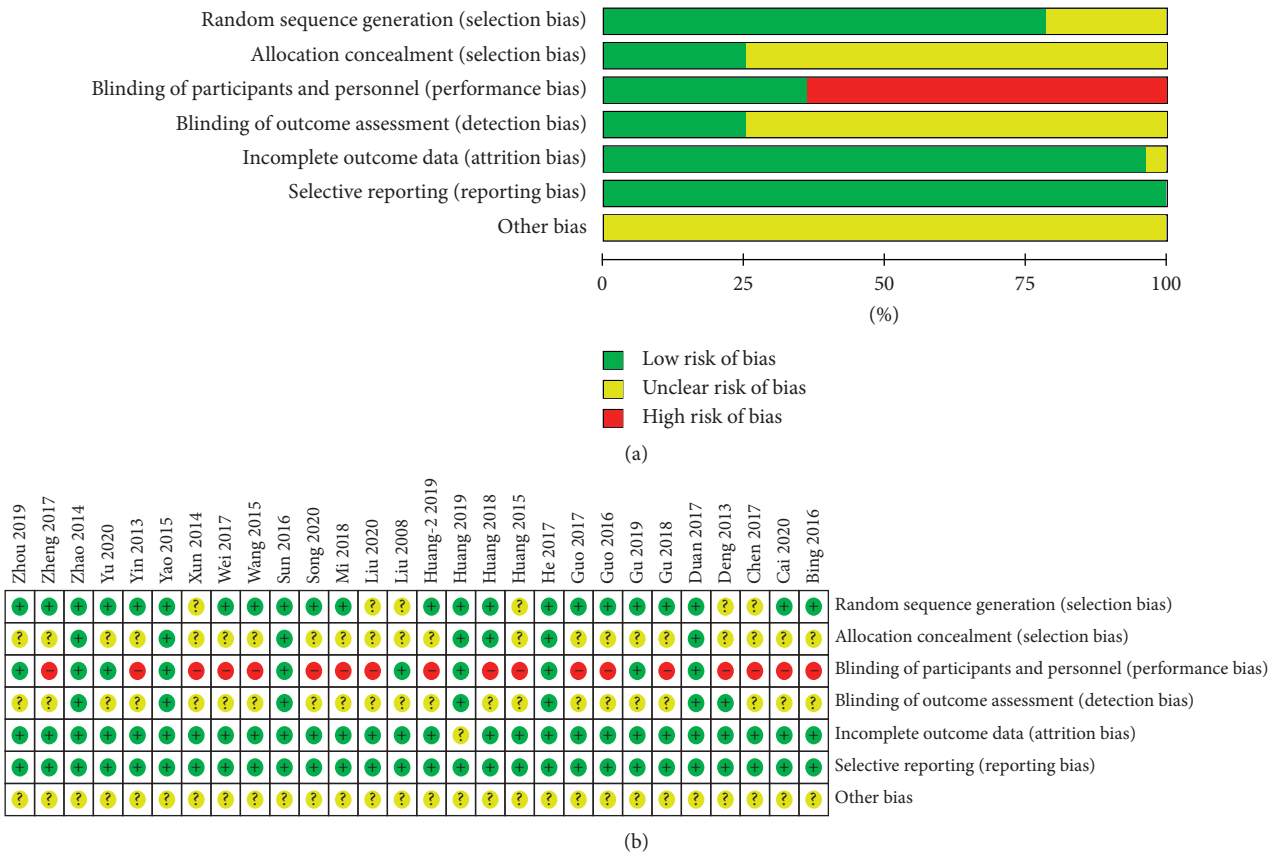 Random sequence generation (selection bias)
Allocation concealment (selection bias)
Blinding of participants and personnel (performance bias)
Blinding of outcome assessment (detection bias)
Incomplete outcome data (attrition bias)
Selective reporting (reporting bias)
Other bias
0 25 50 75 100
(%)
Low risk of bias
Unclear risk of bias
High risk of bias
(a)
Zhou 2019
Zheng 2017
Zhao 2014
Yu 2020
Yin 2013
Yao 2015
Xun 2014
Wei 2017
Wang 2015
Sun 2016
Song 2020
Mi 2018
Liu 2020
Liu 2008
Huang-2 2019
Huang 2019
Huang 2018
Huang 2015
He 2017
Guo 2017
Guo 2016
Gu 2019
Gu 2018
Duan 2017
Deng 2013
Chen 2017
Cai 2020
Bing 2016
+ + + + + + ? + + + + + ? ? + + + ? + + + + + + ? ? + + Random sequence generation (selection bias)
? ? + ? ? + ? ? ? + ? ? ? ? ? + + ? + ? ? ? ? + ? ? ? ? Allocation concealment (selection bias)
+ − + + − + − − − + − − − + − + − − + − − + − + − − − − Blinding of participants and personnel (performance bias)
? ? + ? ? + ? ? ? + ? ? ? ? ? + ? ? + ? ? ? ? + + ? ? ? Blinding of outcome assessment (detection bias)
+ + + + + + + + + + + + + + + ? + + + + + + + + + + + + Incomplete outcome data (attrition bias)
+ + + + + + + + + + + + + + + + + + + + + + + + + + + + Selective reporting (reporting bias)
? ? ? ? ? ? ? ? ? ? ? ? ? ? ? ? ? ? ? ? ? ? ? ? ? ? ? ? Other bias
(b)